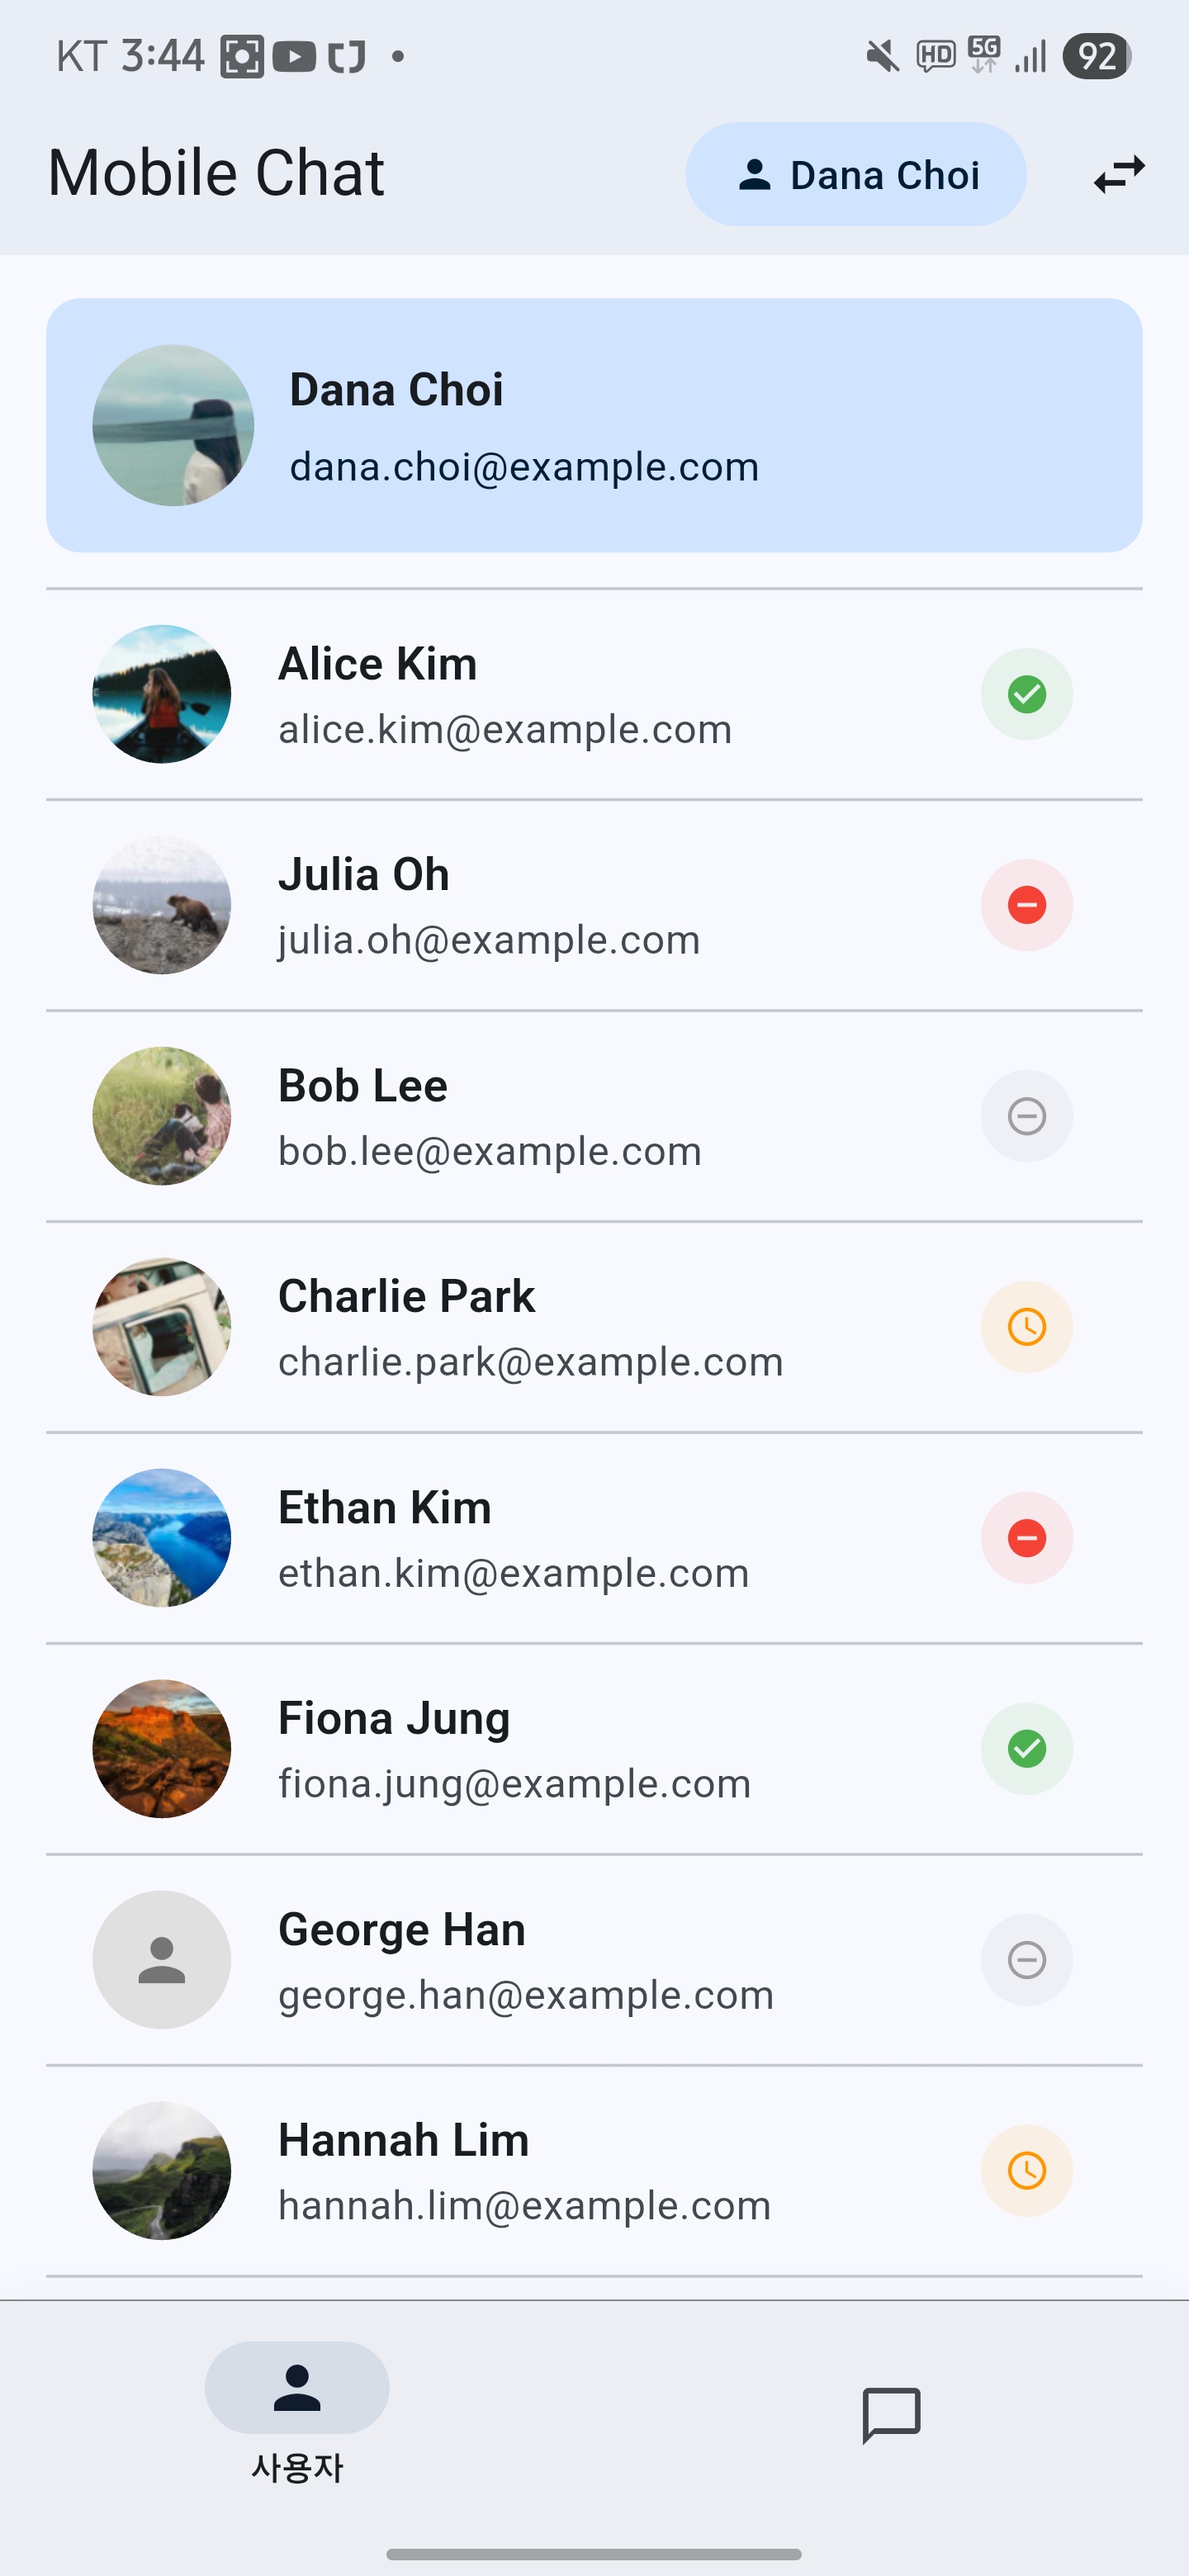 KT 3:44
HD 5G 92
Mobile Chat
Dana Choi
Dana Choi
dana.choi@example.com
Alice Kim
alice.kim@example.com
Julia Oh
julia.oh@example.com
Bob Lee
bob.lee@example.com
Charlie Park
charlie.park@example.com
Ethan Kim
ethan.kim@example.com
Fiona Jung
fiona.jung@example.com
George Han
george.han@example.com
Hannah Lim
hannah.lim@example.com
사용자